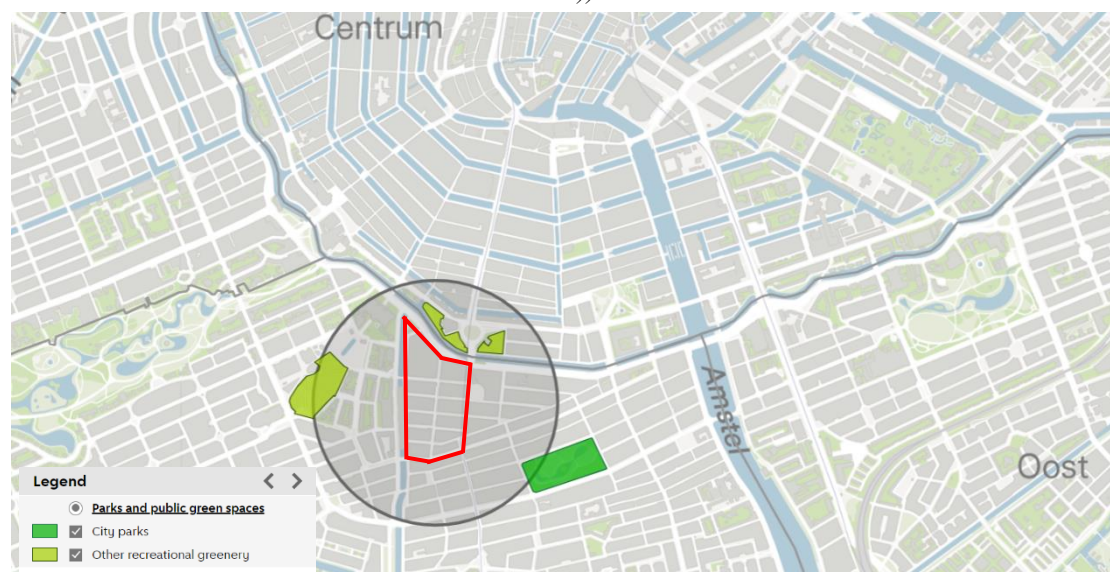 Centrum
Amstel
Oost
Legend
Parks and public green spaces
City parks
Other recreational greenery